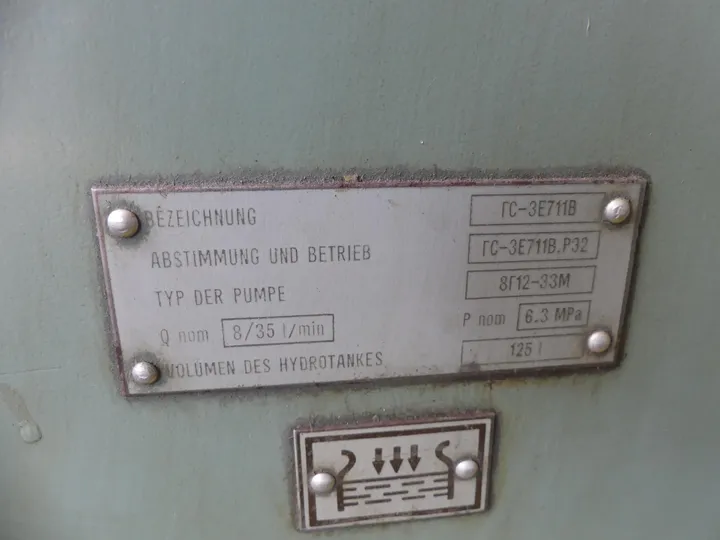 BEZEICHNUNG ГС-3Е711В
ABSTIMMUNG UND BETRIEB ГС-3Е711В.РЭ2
TYP DER PUMPE 8Г12-33М
Q nom 8/35 l/min P nom 6.3 MPa
VOLUMEN DES HYDROTANKES 125 l